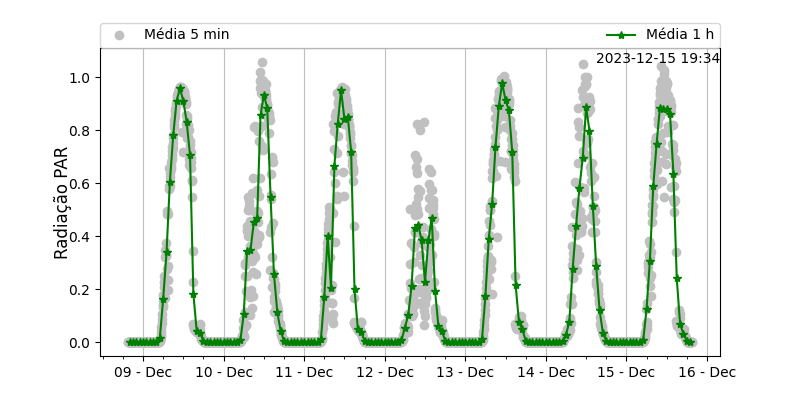 Média 5 min
Média 1 h
2023-12-15 19:34
Radiação PAR
1.0
0.8
0.6
0.4
0.2
0.0
09 - Dec
10 - Dec
11 - Dec
12 - Dec
13 - Dec
14 - Dec
15 - Dec
16 - Dec